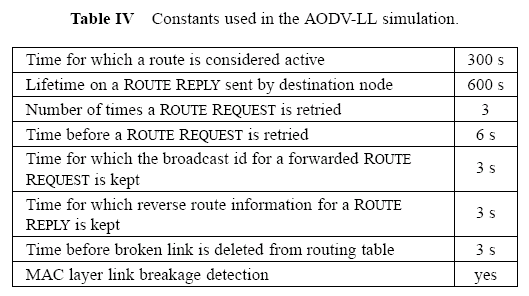 Table IV Constants used in the AODV-LL simulation.
Time for which a route is considered active 300 s
Lifetime on a ROUTE REPLY sent by destination node 600 s
Number of times a ROUTE REQUEST is retried 3
Time before a ROUTE REQUEST is retried 6 s
Time for which the broadcast id for a forwarded ROUTE
REQUEST is kept 3 s
Time for which reverse route information for a ROUTE
REPLY is kept 3 s
Time before broken link is deleted from routing table 3 s
MAC layer link breakage detection yes